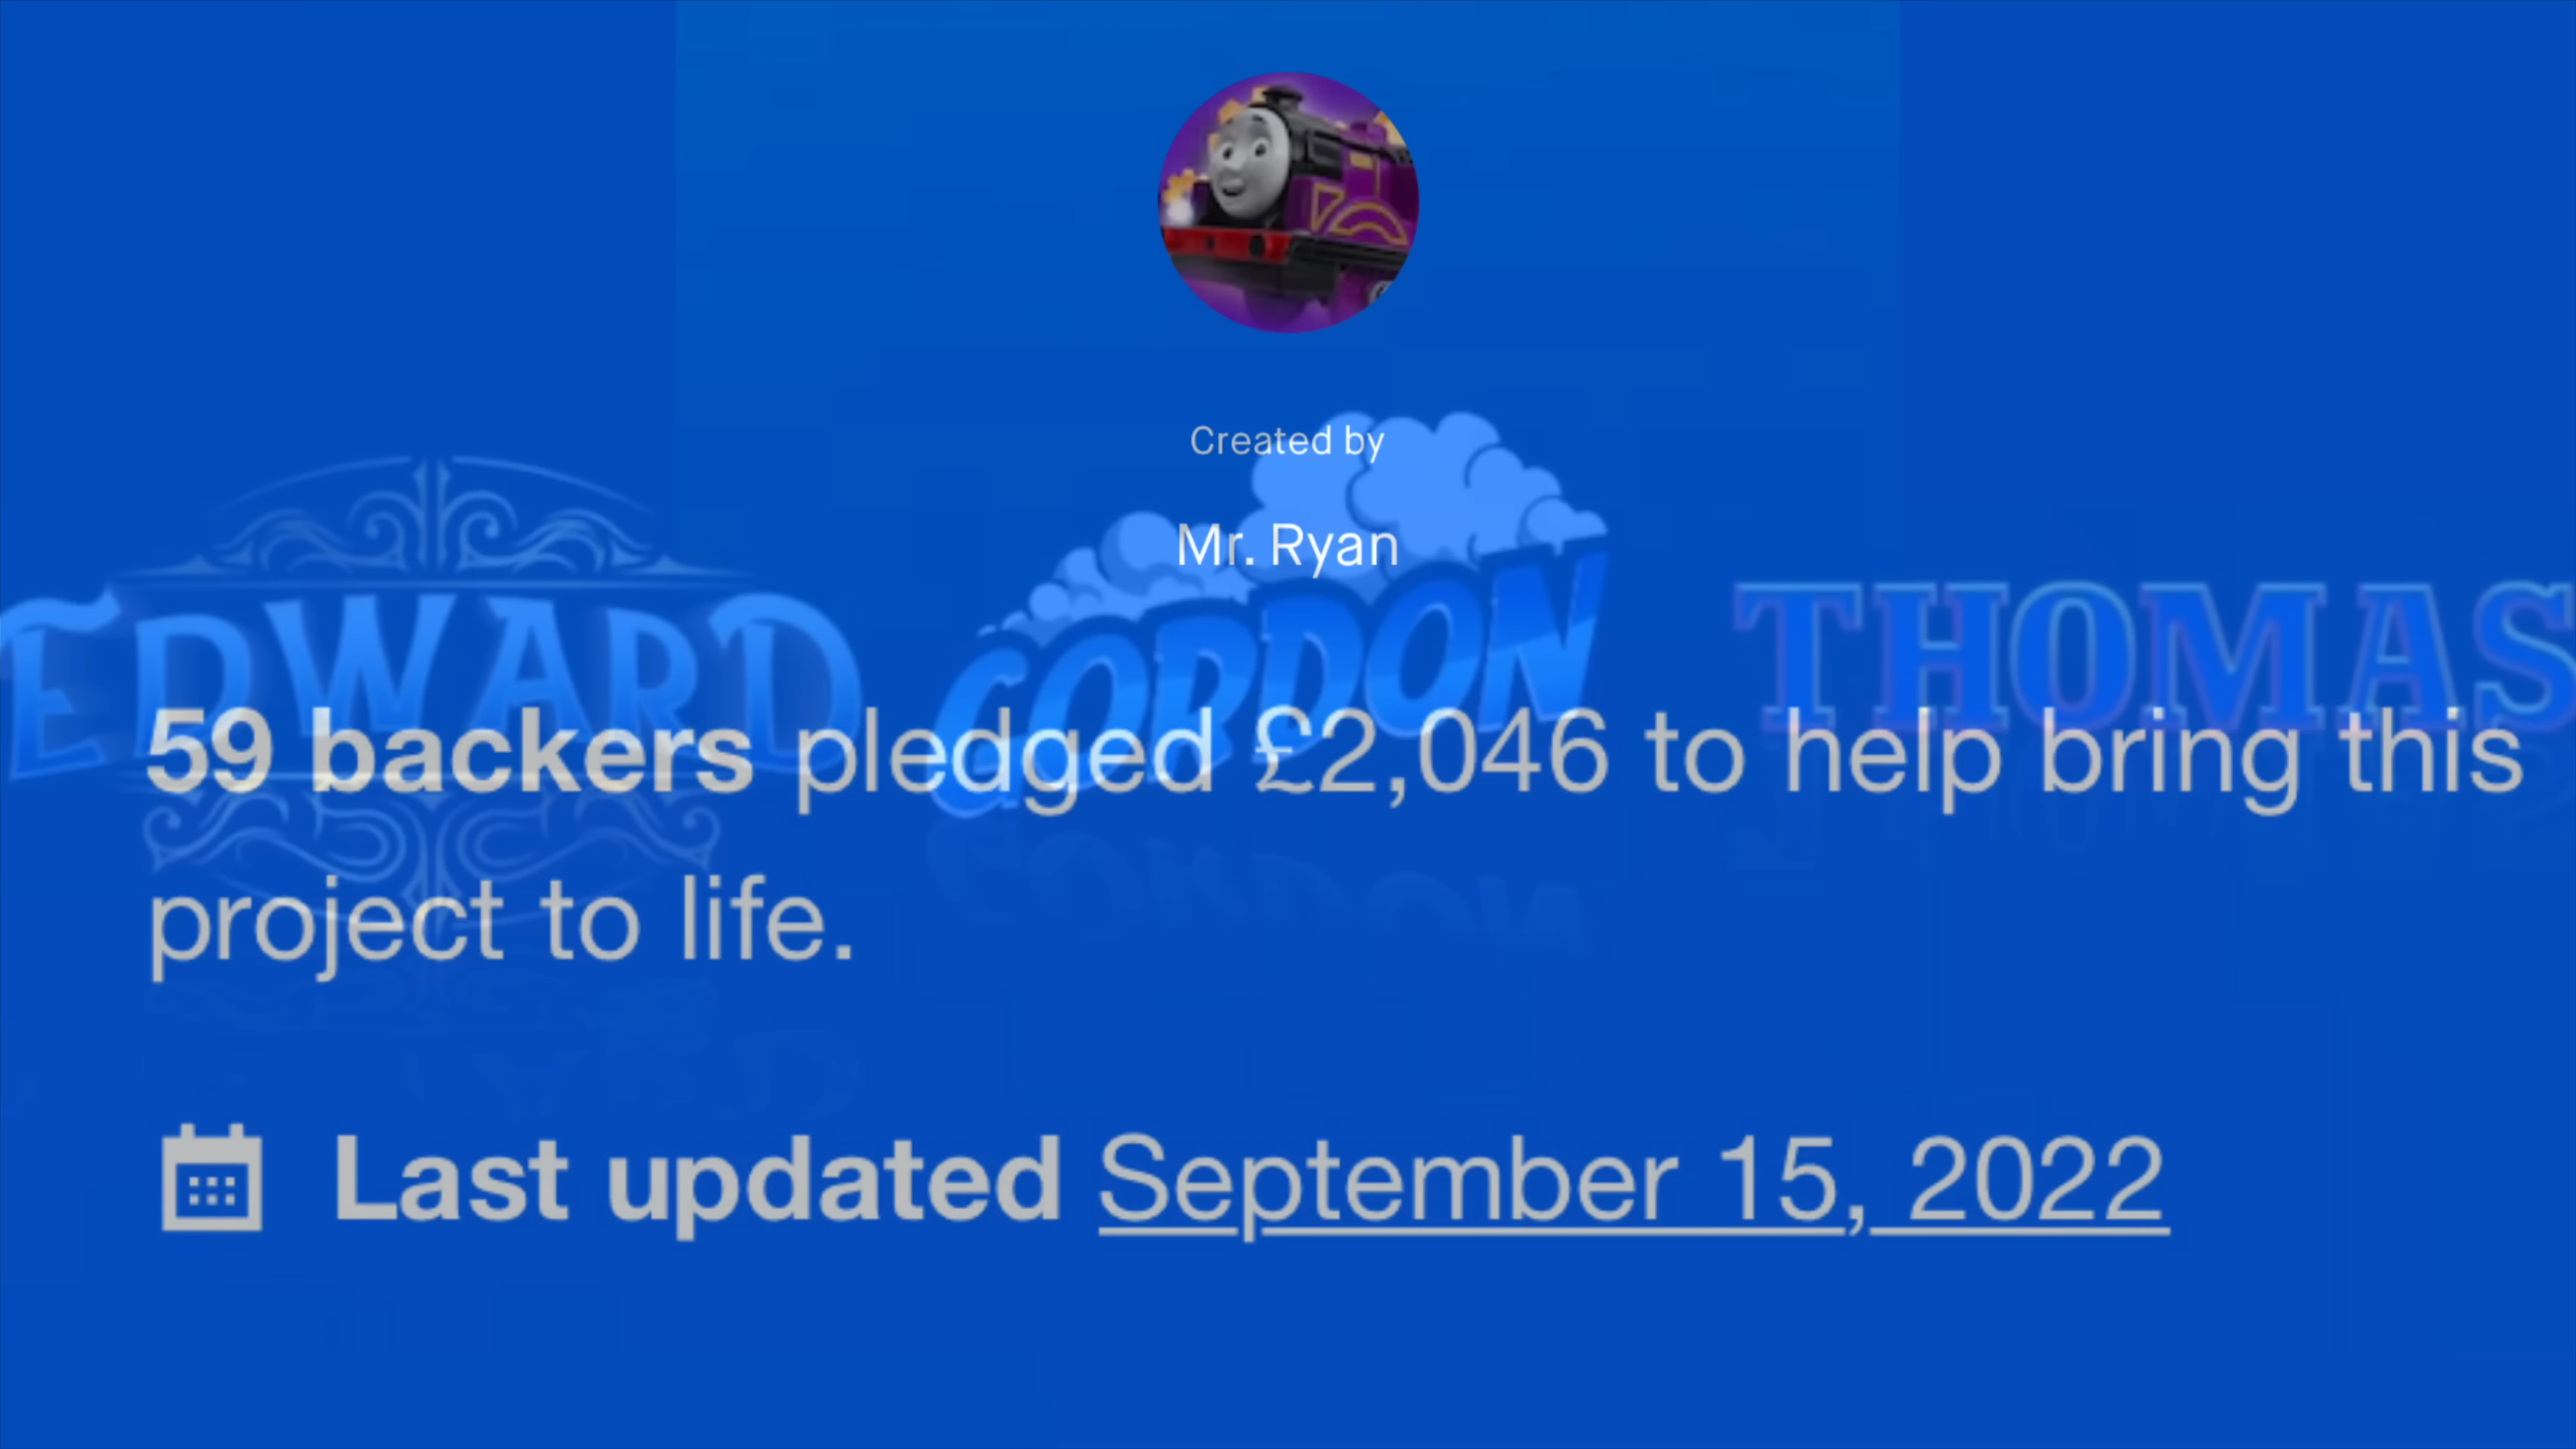 Created by
Mr. Ryan
EDWARD
GORDON
THOMAS
59 backers pledged £2,046 to help bring this
project to life.
Last updated September 15, 2022